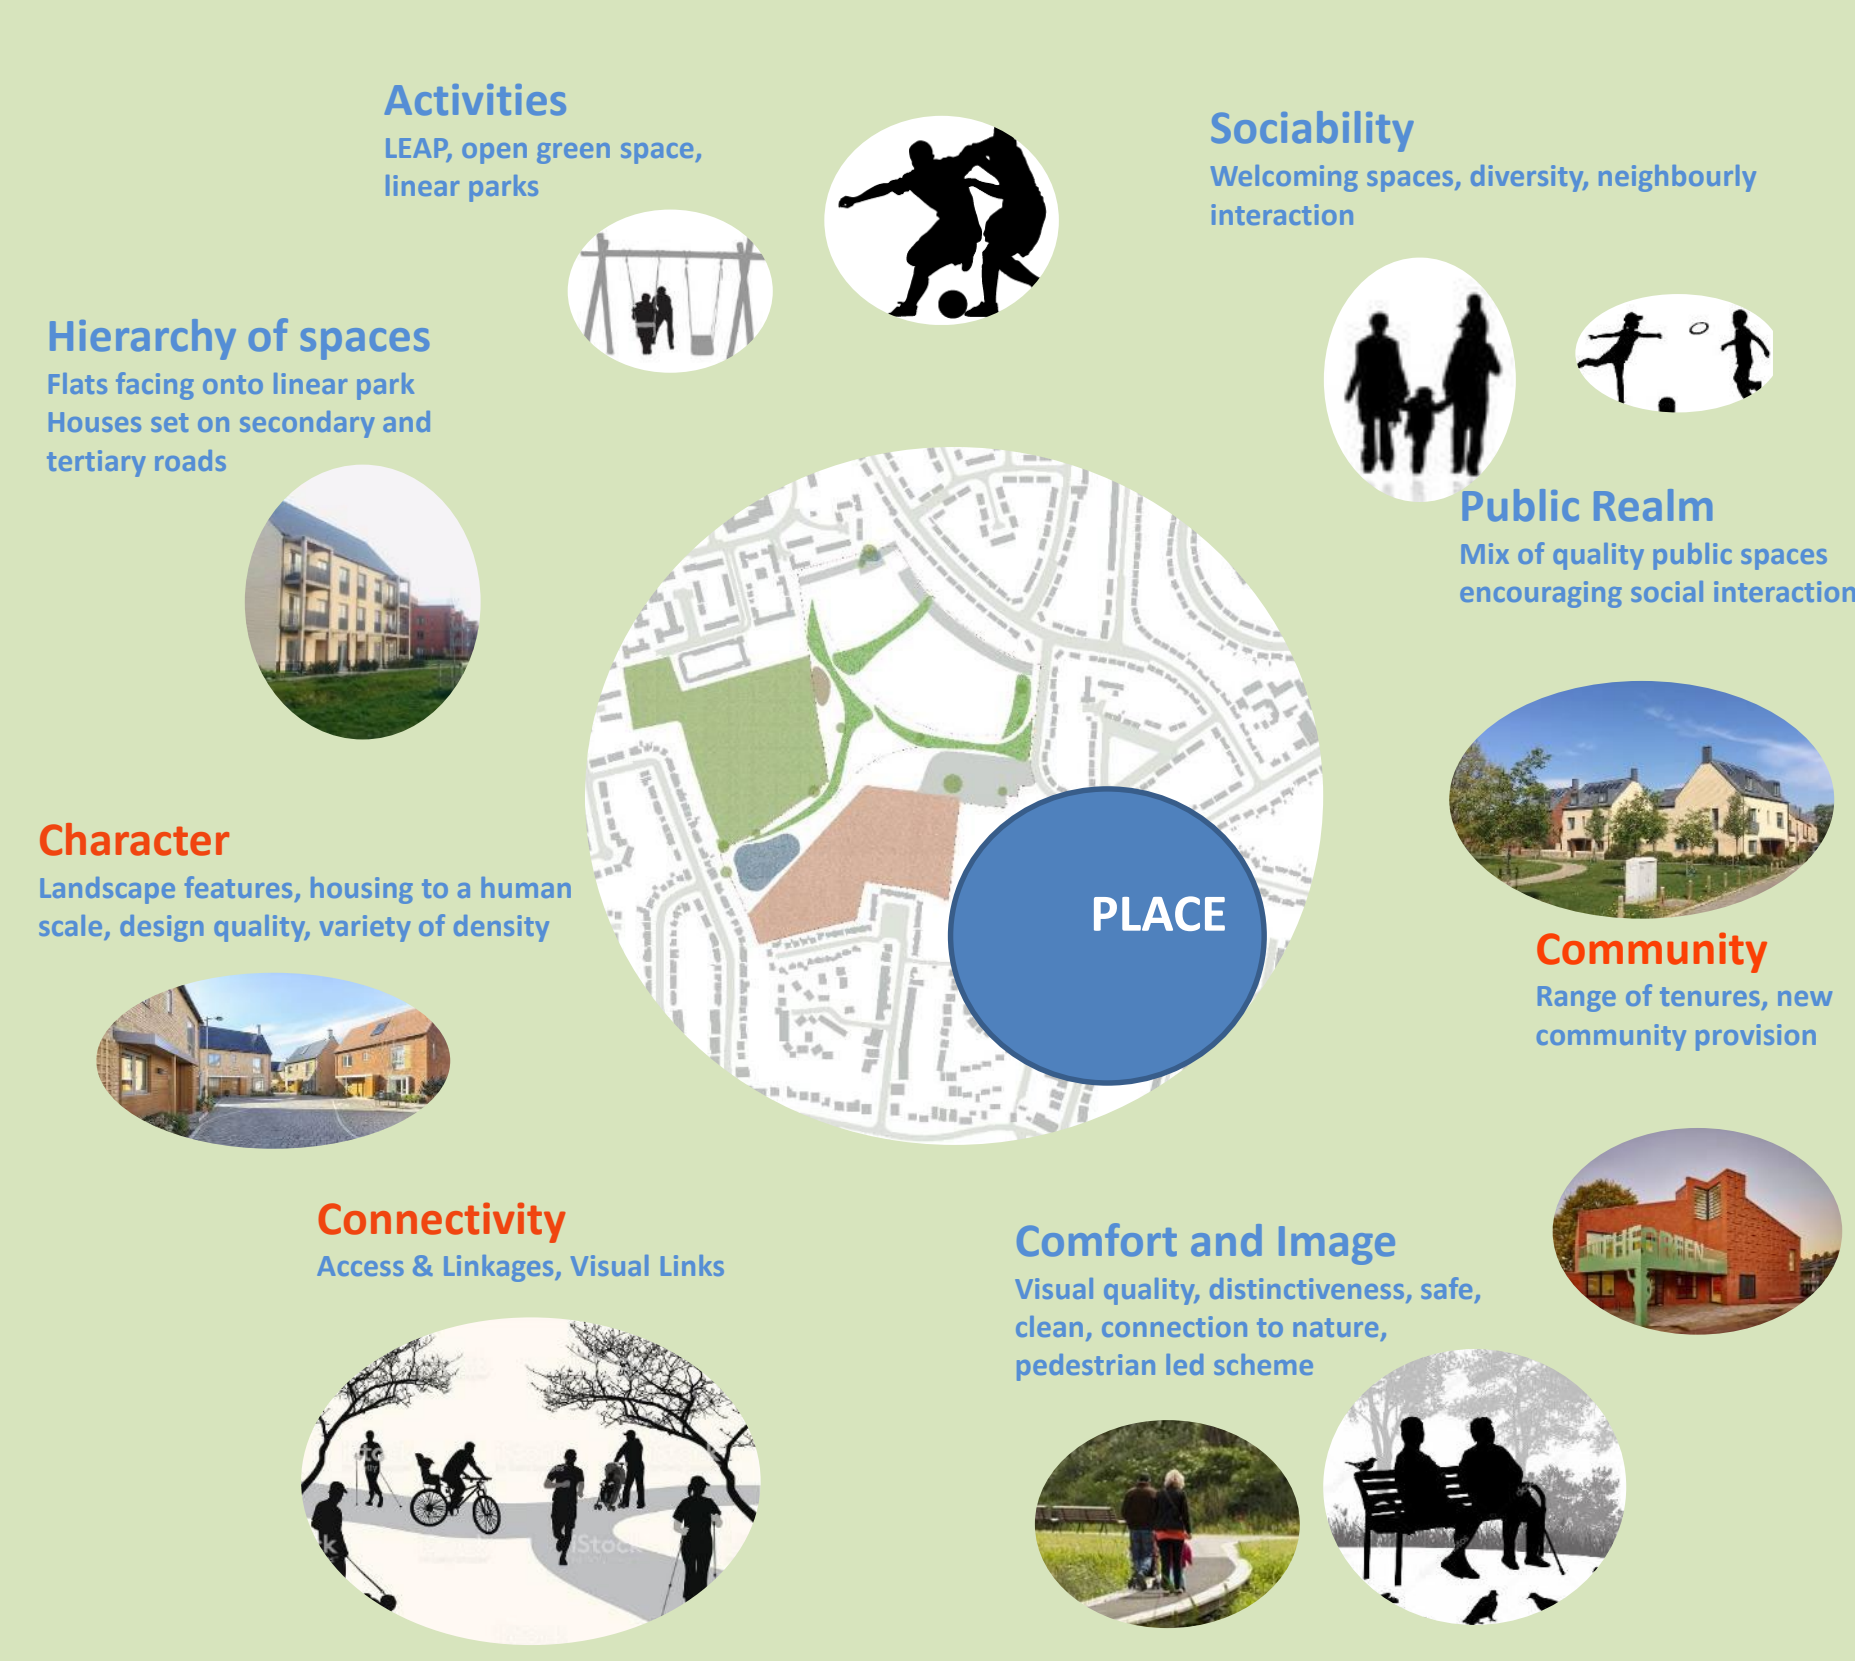 Activities
LEAP, open green space,
linear parks
Sociability
Welcoming spaces, diversity, neighbourly
interaction
Hierarchy of spaces
Flats facing onto linear park
Houses set on secondary and
tertiary roads
Public Realm
Mix of quality public spaces
encouraging social interaction
Character
Landscape features, housing to a human
scale, design quality, variety of density
PLACE
Community
Range of tenures, new
community provision
Connectivity
Access & Linkages, Visual Links
Comfort and Image
Visual quality, distinctiveness, safe,
clean, connection to nature,
pedestrian led scheme
THE GREEN
iStock